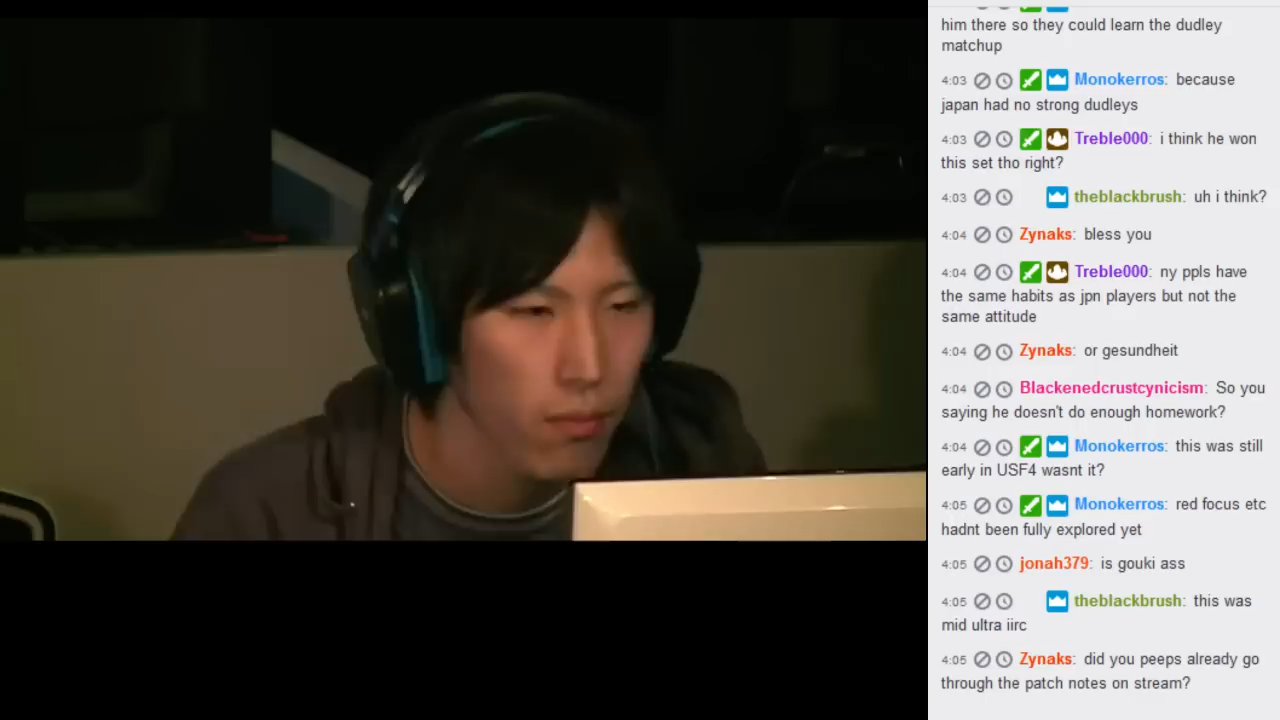 him there so they could learn the dudley
matchup
4:03 Monokerros: because
japan had no strong dudleys
4:03 Treble000: i think he won
this set tho right?
4:03 theblackbrush: uh i think?
4:04 Zynaks: bless you
4:04 Treble000: ny ppls have
the same habits as jpn players but not the
same attitude
4:04 Zynaks: or gesundheit
4:04 Blackenedcrustcynicism: So you
saying he doesn't do enough homework?
4:04 Monokerros: this was still
early in USF4 wasnt it?
4:05 Monokerros: red focus etc
hadnt been fully explored yet
4:05 jonah379: is gouki ass
4:05 theblackbrush: this was
mid ultra iirc
4:05 Zynaks: did you peeps already go
through the patch notes on stream?